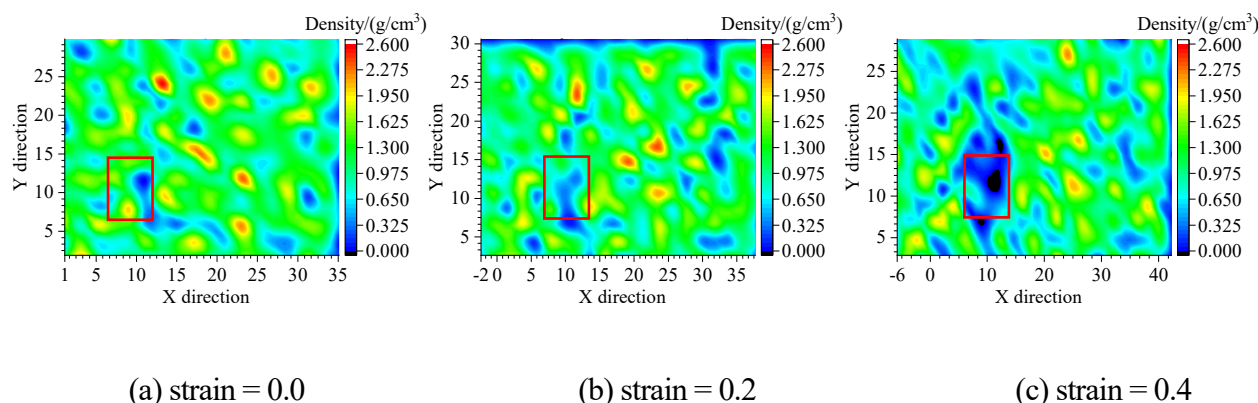 Density/(g/cm³)
2.600
2.275
1.950
1.625
1.300
0.975
0.650
0.325
0.000
25
20
15
10
5
Y direction
1 5 10 15 20 25 30 35
X direction
(a) strain = 0.0
Density/(g/cm³)
2.600
2.275
1.950
1.625
1.300
0.975
0.650
0.325
0.000
30
25
20
15
10
5
Y direction
-2 0 5 10 15 20 25 30 35
X direction
(b) strain = 0.2
Density/(g/cm³)
2.600
2.275
1.950
1.625
1.300
0.975
0.650
0.325
0.000
25
20
15
10
5
Y direction
-6 0 10 20 30 40
X direction
(c) strain = 0.4